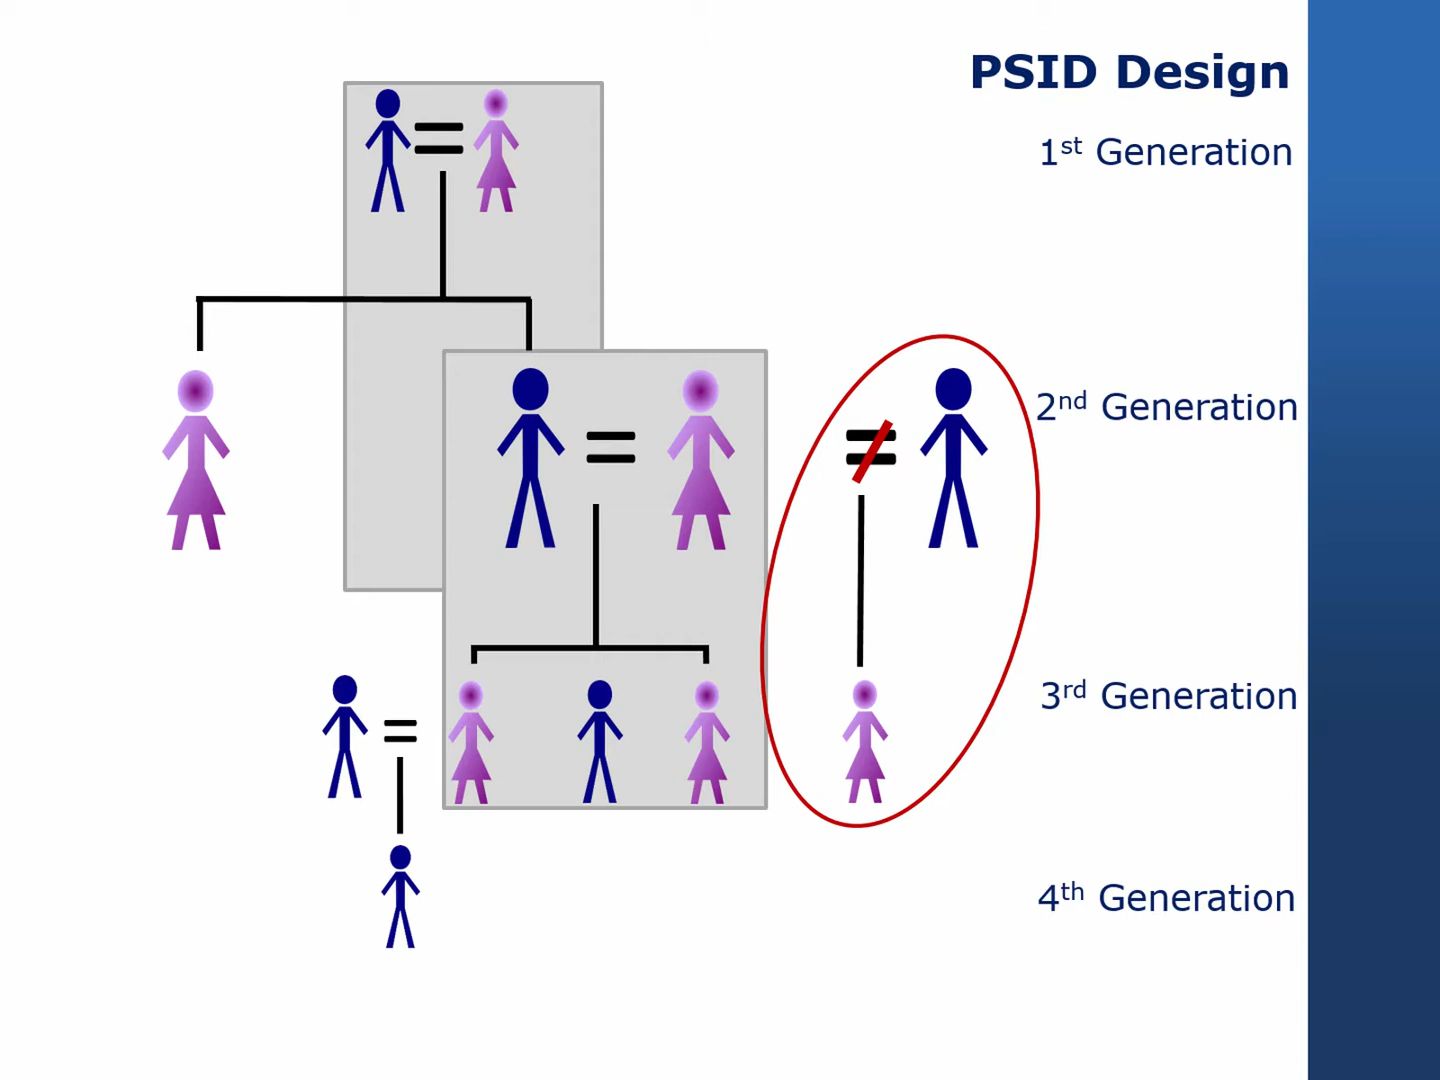 PSID Design
1st Generation
2nd Generation
3rd Generation
4th Generation